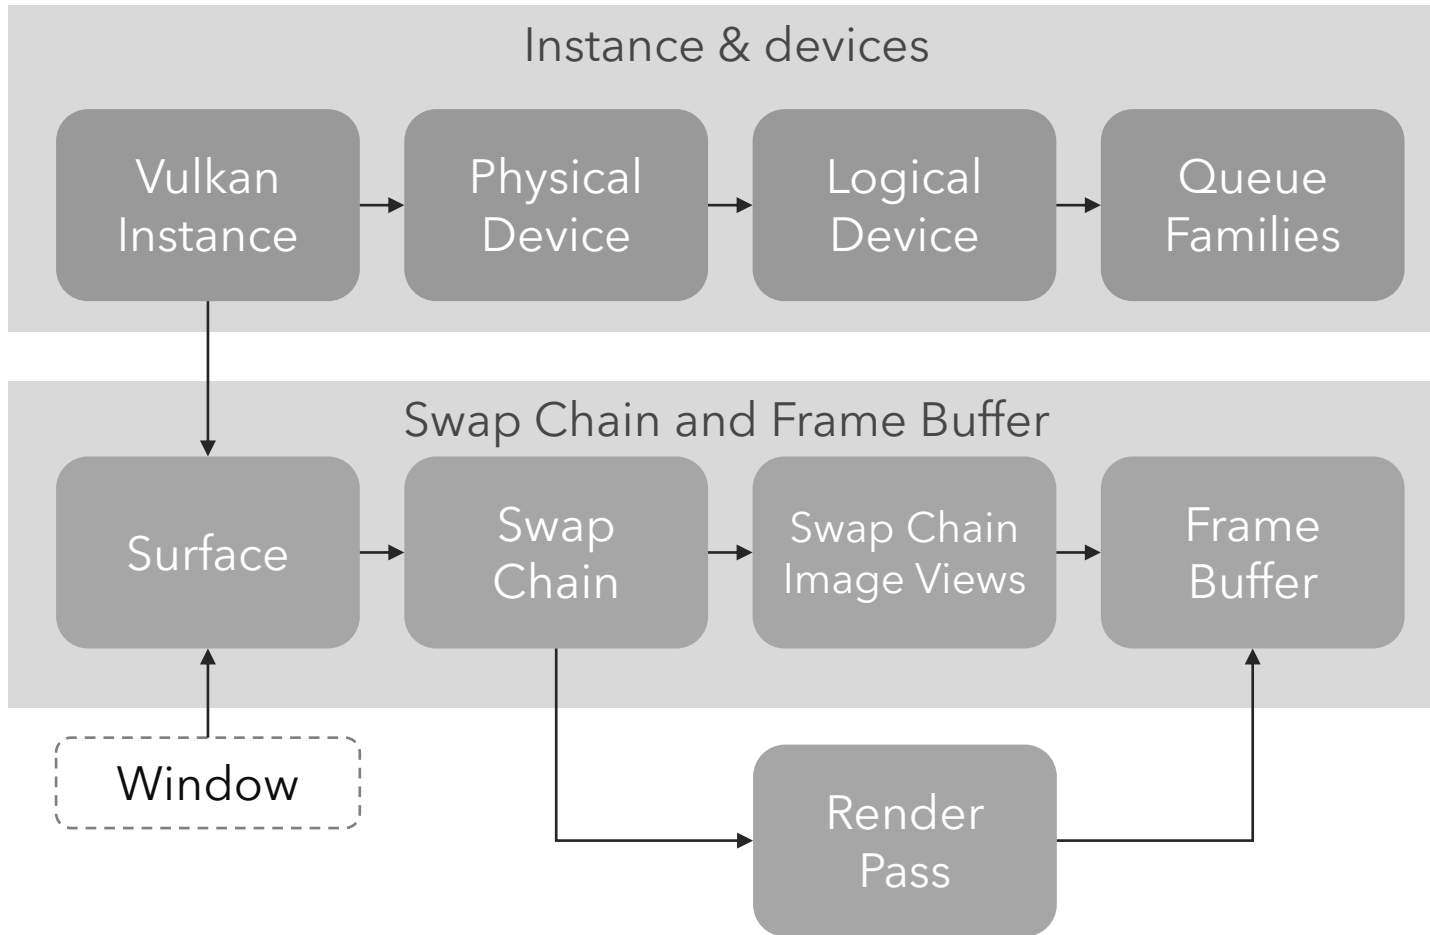 Instance & devices
Vulkan
Instance
Physical
Device
Logical
Device
Queue
Families
Swap Chain and Frame Buffer
Surface
Swap
Chain
Swap Chain
Image Views
Frame
Buffer
Window
Render
Pass